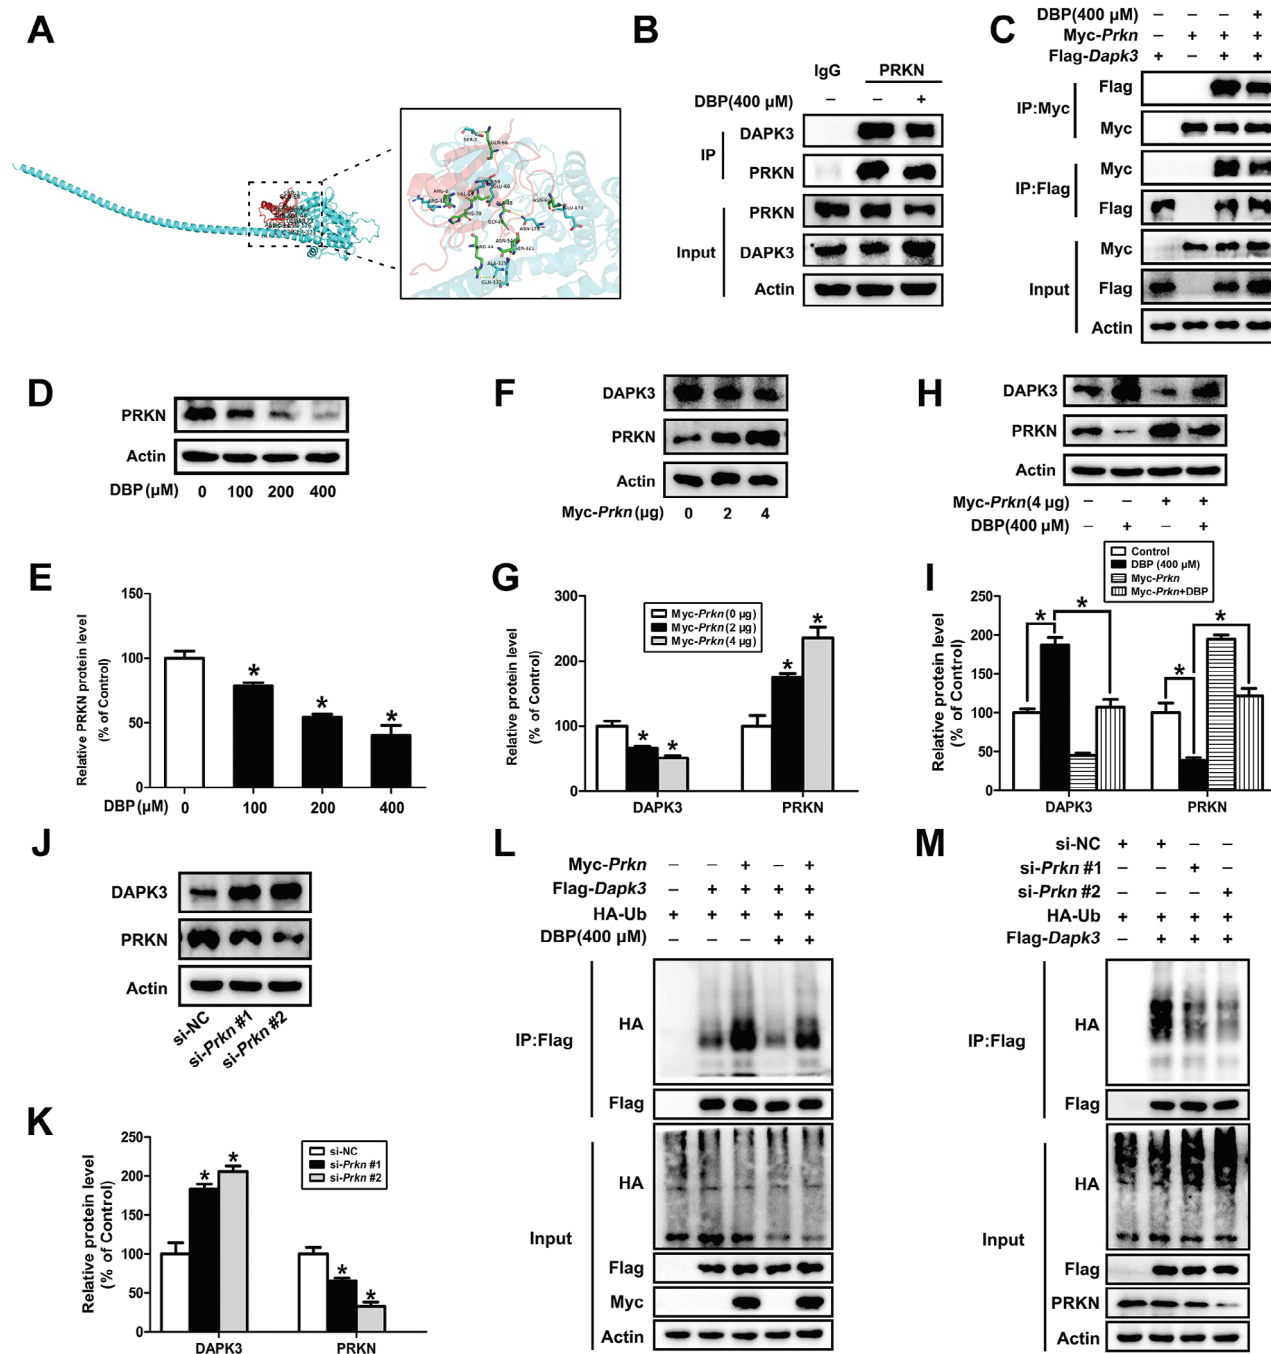 A
B
IgG
PRKN
DBP(400 µM)
– – +
IP
DAPK3
PRKN
Input
PRKN
DAPK3
Actin
C
DBP(400 µM) – – – +
Myc-Prkn – + + +
Flag-Dapk3 + – + +
IP:Myc
Flag
Myc
IP:Flag
Myc
Flag
Input
Myc
Flag
Actin
D
PRKN
Actin
DBP (µM) 0 100 200 400
F
DAPK3
PRKN
Actin
Myc-Prkn (µg) 0 2 4
H
DAPK3
PRKN
Actin
Myc-Prkn(4 µg) – – + +
DBP(400 µM) – + – +
E
Relative PRKN protein level
(% of Control)
150
100
50
0
* * *
DBP(µM) 0 100 200 400
G
Relative protein level
(% of Control)
300
200
100
0
Myc-Prkn (0 µg)
Myc-Prkn (2 µg)
Myc-Prkn (4 µg)
* * * *
DAPK3 PRKN
I
Control
DBP (400 µM)
Myc-Prkn
Myc-Prkn+DBP
Relative protein level
(% of Control)
250
200
150
100
50
0
* * * *
DAPK3 PRKN
J
DAPK3
PRKN
Actin
si-NC
si-Prkn #1
si-Prkn #2
K
Relative protein level
(% of Control)
250
200
150
100
50
0
si-NC
si-Prkn #1
si-Prkn #2
* * * *
DAPK3 PRKN
L
Myc-Prkn – – + – +
Flag-Dapk3 – + + + +
HA-Ub + + + + +
DBP(400 µM) – – – + +
IP:Flag
HA
Flag
Input
HA
Flag
Myc
Actin
M
si-NC + + – –
si-Prkn #1 – – + –
si-Prkn #2 – – – +
HA-Ub + + + +
Flag-Dapk3 – + + +
IP:Flag
HA
Flag
Input
HA
Flag
PRKN
Actin